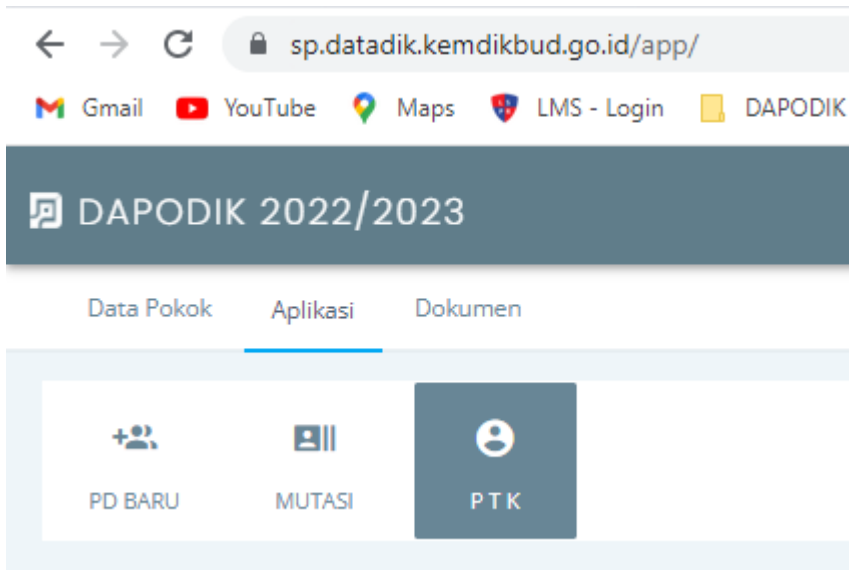 sp.datadik.kemdikbud.go.id/app/
Gmail YouTube Maps LMS - Login DAPODIK
DAPODIK 2022/2023
Data Pokok Aplikasi Dokumen
PD BARU MUTASI PTK